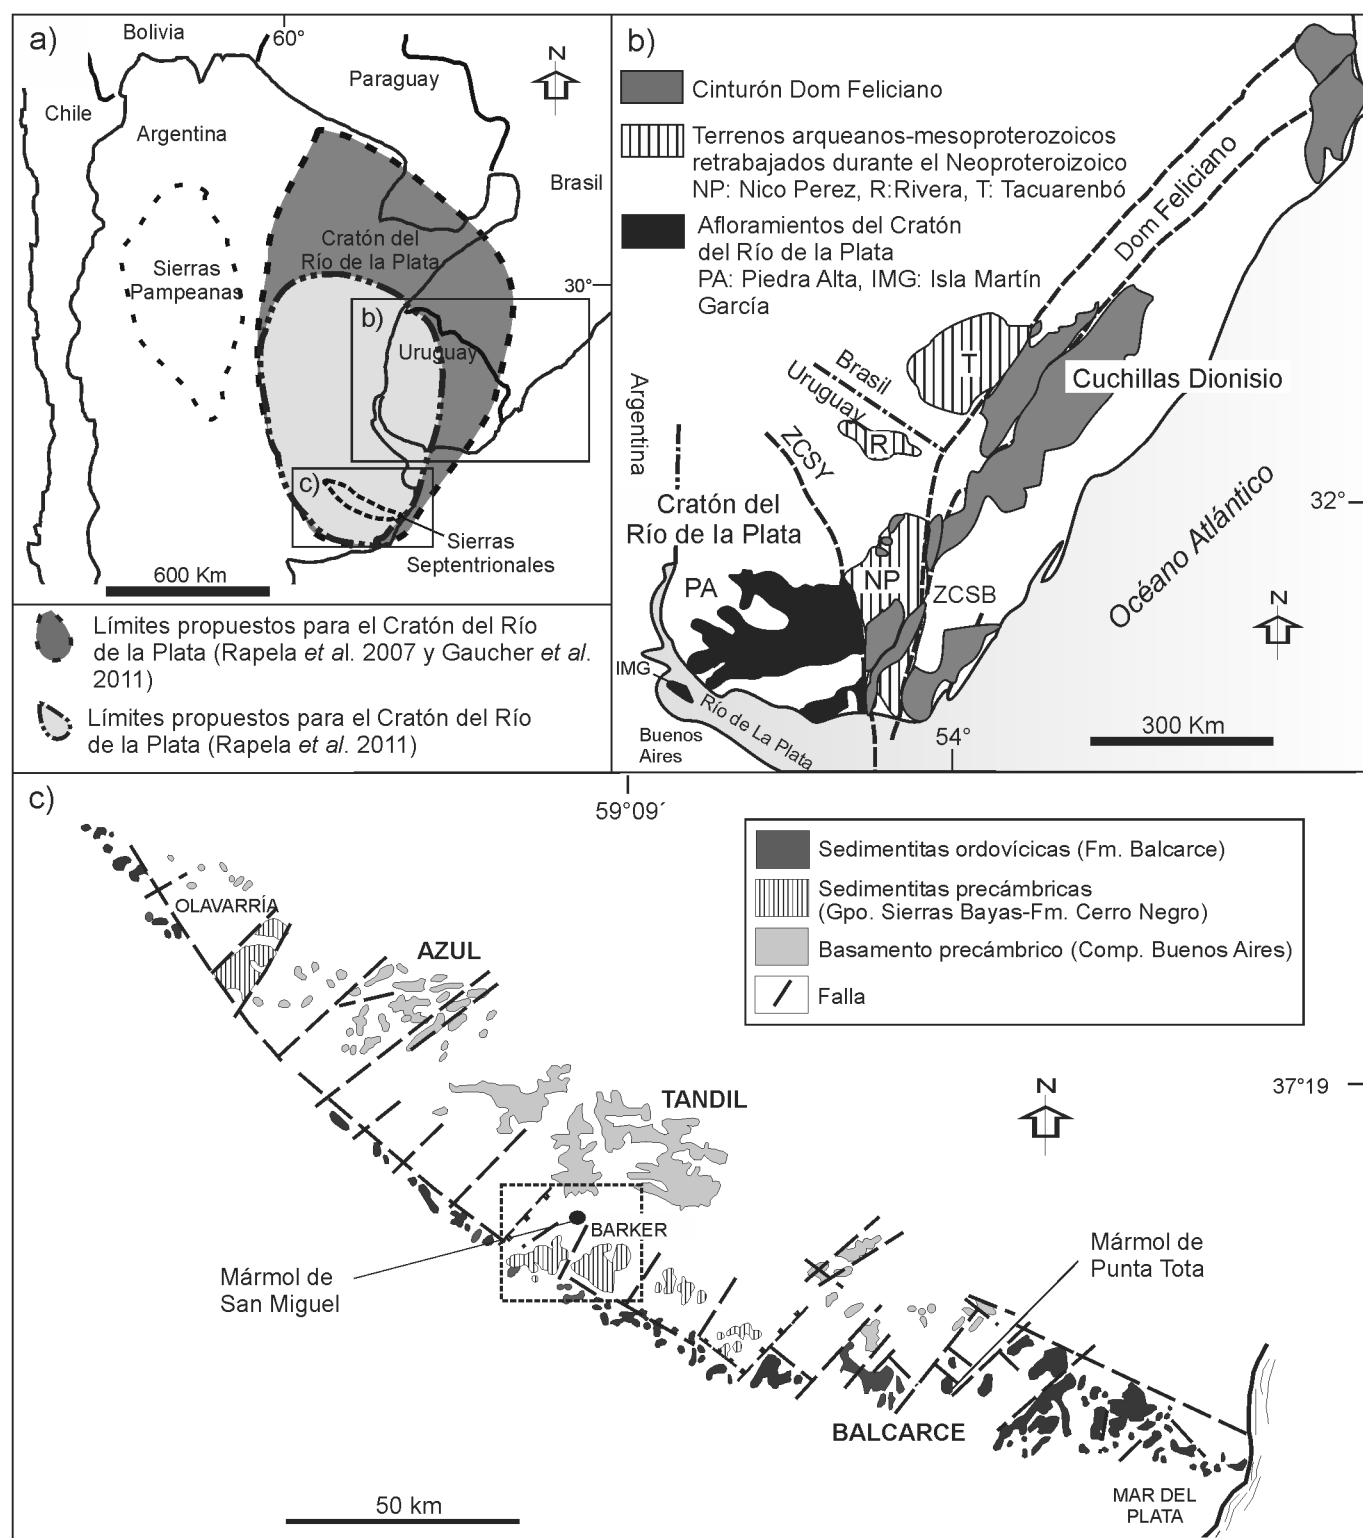 a)
Bolivia
60°
N
Paraguay
Chile
Argentina
Brasil
Cratón del
Río de la Plata
Sierras
Pampeanas
30°
b)
Uruguay
c)
Sierras
Septentrionales
600 Km
Límites propuestos para el Cratón del Río
de la Plata (Rapela et al. 2007 y Gaucher et al.
2011)
Límites propuestos para el Cratón del Río
de la Plata (Rapela et al. 2011)
b)
Cinturón Dom Feliciano
Terrenos arqueanos-mesoproterozoicos
retrabajados durante el Neoproteroizoico
NP: Nico Perez, R:Rivera, T: Tacuarenbó
Afloramientos del Cratón
del Río de la Plata
PA: Piedra Alta, IMG: Isla Martín
García
Dom Feliciano
T
Cuchillas Dionisio
Brasil
Uruguay
R
Argentina
ZCSY
Cratón del
Río de la Plata
32°
Océano Atlántico
PA
NP
ZCSB
N
IMG
Río de La Plata
Buenos
Aires
54°
300 Km
c)
59°09´
Sedimentitas ordovícicas (Fm. Balcarce)
Sedimentitas precámbricas
(Gpo. Sierras Bayas-Fm. Cerro Negro)
Basamento precámbrico (Comp. Buenos Aires)
Falla
OLAVARRÍA
AZUL
TANDIL
N
37°19
BARKER
Mármol de
San Miguel
Mármol de
Punta Tota
BALCARCE
MAR DEL
PLATA
50 km